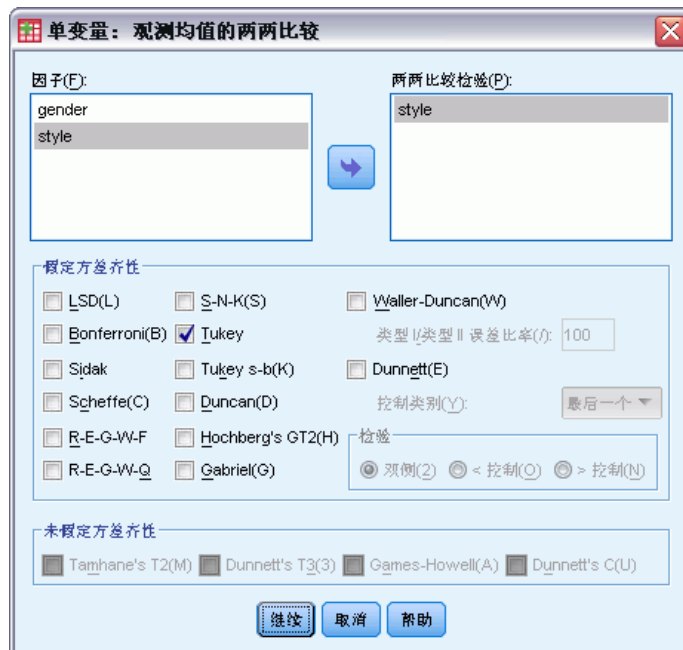 单变量：观测均值的两两比较
因子(F):
gender
style
两两比较检验(P):
style
假定方差齐性
LSD(L)
S-N-K(S)
Waller-Duncan(W)
Bonferroni(B)
Tukey
类型 I/类型 II 误差比率(/):
100
Sidak
Tukey s-b(K)
Dunnett(E)
Scheffe(C)
Duncan(D)
控制类别(Y):
最后一个
R-E-G-W-F
Hochberg's GT2(H)
检验
R-E-G-W-Q
Gabriel(G)
双侧(2)
< 控制(O)
> 控制(N)
未假定方差齐性
Tamhane's T2(M)
Dunnett's T3(3)
Games-Howell(A)
Dunnett's C(U)
继续
取消
帮助